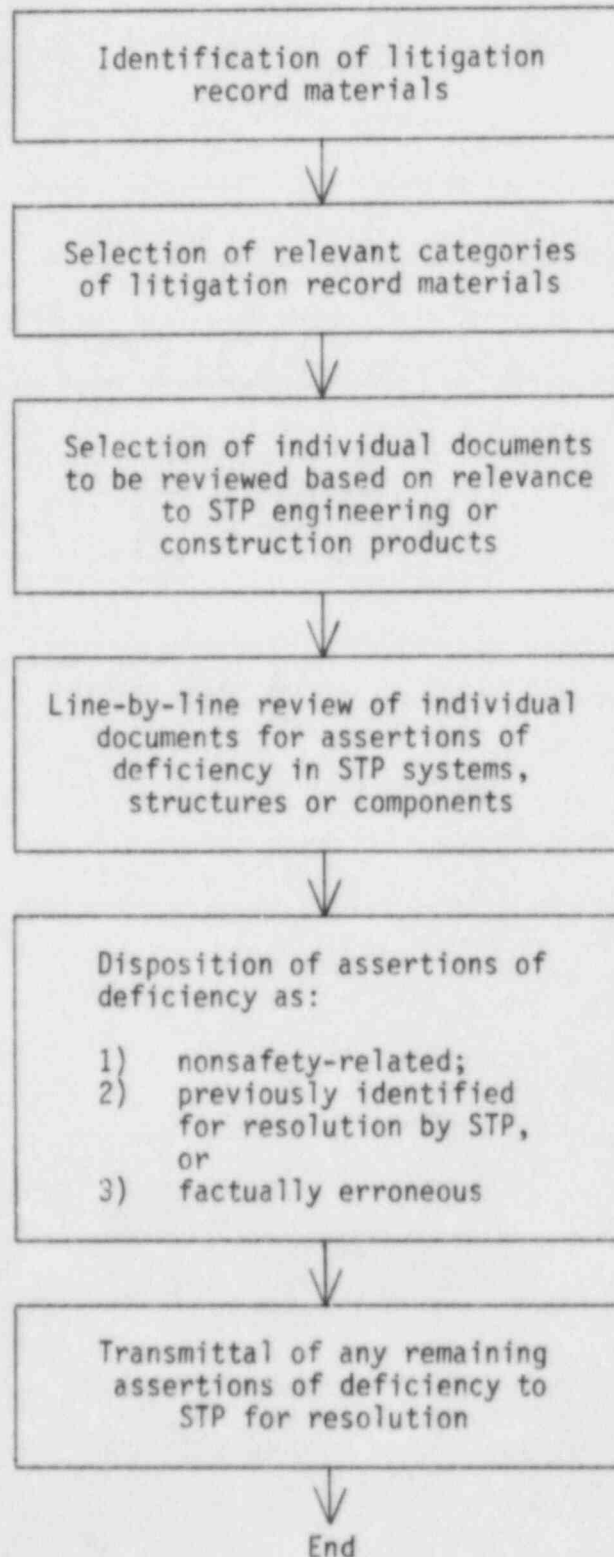 Identification of litigation
record materials
Selection of relevant categories
of litigation record materials
Selection of individual documents
to be reviewed based on relevance
to STP engineering or
construction products
Line-by-line review of individual
documents for assertions of
deficiency in STP systems,
structures or components
Disposition of assertions of
deficiency as:
1) nonsafety-related;
2) previously identified
for resolution by STP,
or
3) factually erroneous
Transmittal of any remaining
assertions of deficiency to
STP for resolution
End